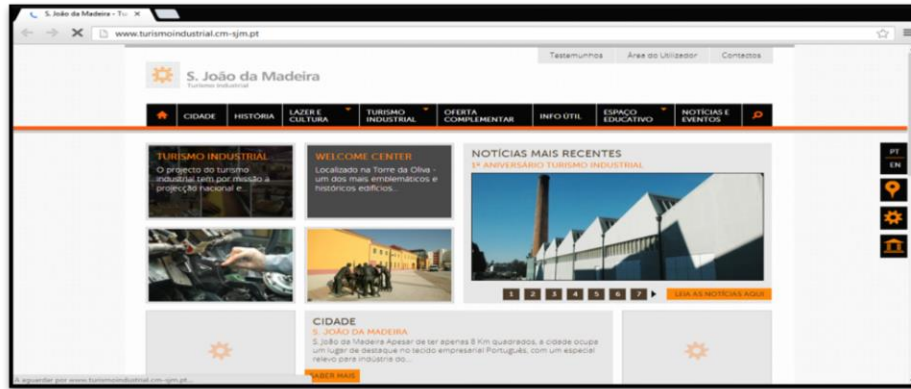 S. João da Madeira - Tu
www.turismoindustrial.cm-sjm.pt
Testemunhos Área do Utilizador Contactos
S. João da Madeira
Turismo Industrial
CIDADE HISTÓRIA LAZER E CULTURA TURISMO INDUSTRIAL OFERTA COMPLEMENTAR INFO ÚTIL ESPAÇO EDUCATIVO NOTÍCIAS E EVENTOS
PT
EN
TURISMO INDUSTRIAL
O projecto do turismo
industrial tem por missão a
projecção nacional e...
WELCOME CENTER
Localizado na Torre da Oliva -
um dos mais emblemáticos e
históricos edifícios...
NOTÍCIAS MAIS RECENTES
1º ANIVERSÁRIO TURISMO INDUSTRIAL
1 2 3 4 5 6 7 LEIA AS NOTÍCIAS AQUI
CIDADE
S. JOÃO DA MADEIRA
S. João da Madeira Apesar de ter apenas 8 Km quadrados, a cidade ocupa
um lugar de destaque no tecido empresarial Português, com um especial
relevo para indústria do...
SABER MAIS
A aguardar por www.turismoindustrial.cm-sjm.pt...